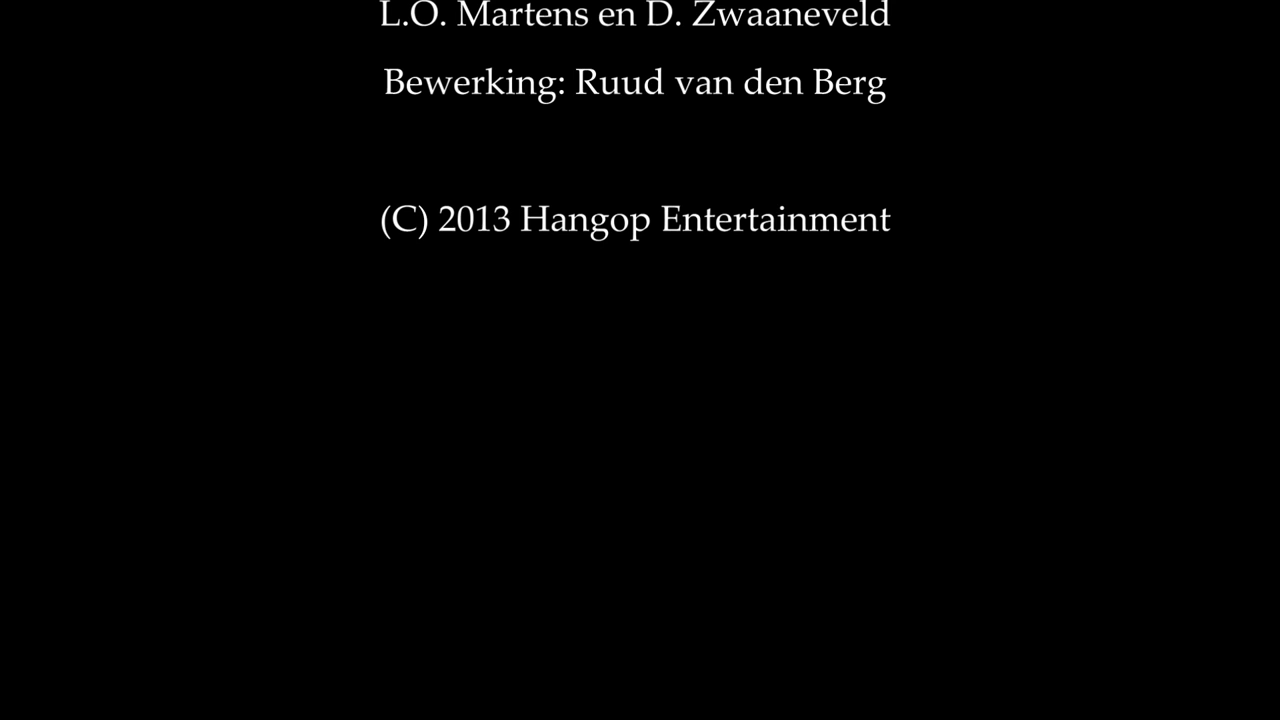 L.O. Martens en D. Zwaaneveld
Bewerking: Ruud van den Berg
(C) 2013 Hangop Entertainment